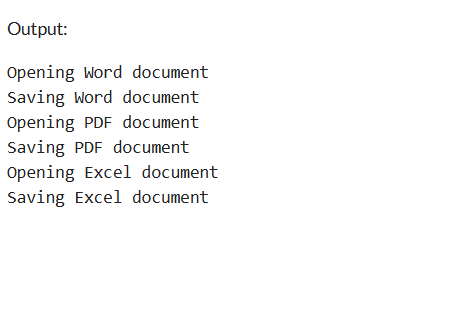 Output:
Opening Word document
Saving Word document
Opening PDF document
Saving PDF document
Opening Excel document
Saving Excel document